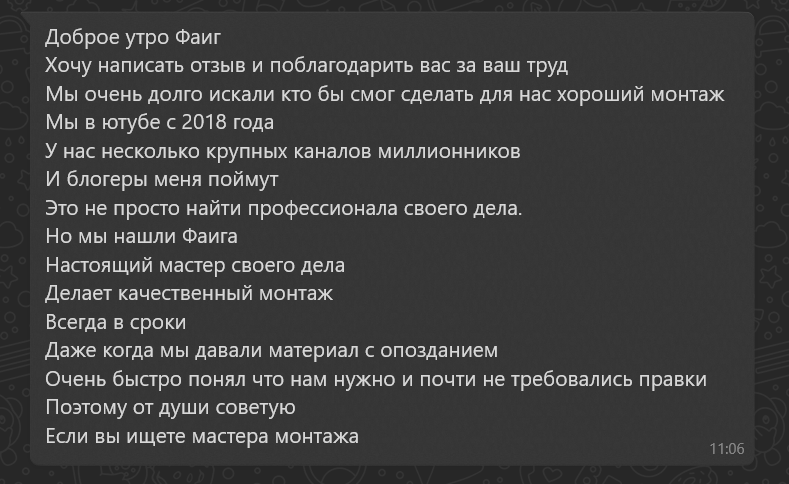 Доброе утро Фаиг
Хочу написать отзыв и поблагодарить вас за ваш труд
Мы очень долго искали кто бы смог сделать для нас хороший монтаж
Мы в ютубе с 2018 года
У нас несколько крупных каналов миллионников
И блогеры меня поймут
Это не просто найти профессионала своего дела.
Но мы нашли Фаига
Настоящий мастер своего дела
Делает качественный монтаж
Всегда в сроки
Даже когда мы давали материал с опозданием
Очень быстро понял что нам нужно и почти не требовались правки
Поэтому от души советую
Если вы ищете мастера монтажа
11:06